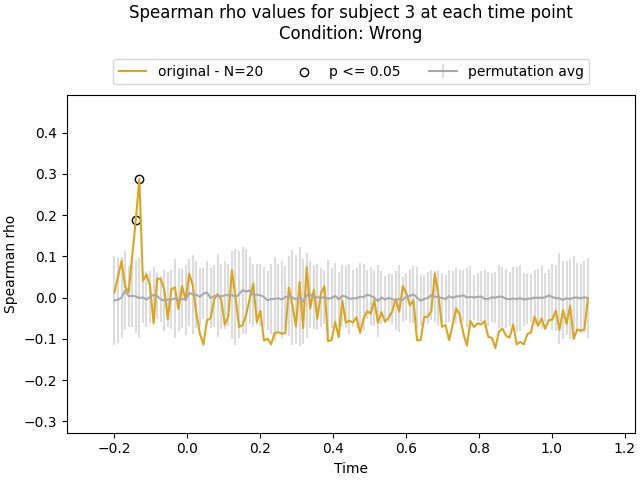 Spearman rho values for subject 3 at each time point
Condition: Wrong
original - N=20
p <= 0.05
permutation avg
Spearman rho
0.4
0.3
0.2
0.1
0.0
−0.1
−0.2
−0.3
−0.2
0.0
0.2
0.4
0.6
0.8
1.0
1.2
Time